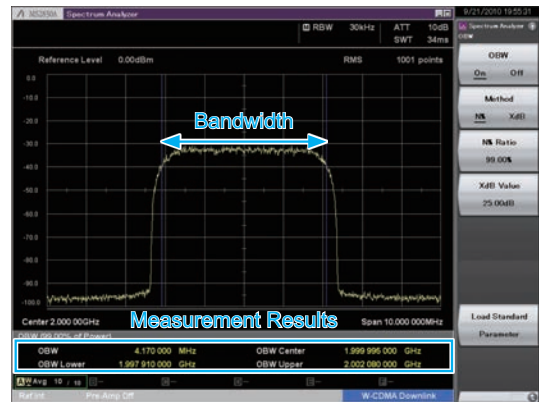 MS2830A Spectrum Analyzer 9/21/2010 19:55:31
RBW 30kHz ATT 10dB
SWT 34ms
Spectrum Analyzer
OBW
Reference Level 0.00dBm RMS 1001 points
OBW
On Off
0.0
-10.0
-20.0
-30.0
-40.0
-50.0
-60.0
-70.0
-80.0
-90.0
-100.0
Bandwidth
Method
N% XdB
N% Ratio
99.00%
XdB Value
25.00dB
Load Standard
Parameter
Center 2.000 00GHz Span 10.000 000MHz
Measurement Results
OBW (99.00% of Power)
OBW 4.170 000 MHz OBW Center 1.999 995 000 GHz
OBW Lower 1.997 910 000 GHz OBW Upper 2.002 080 000 GHz
Avg 10 / 10
Ref.Int Pre-Amp Off W-CDMA Downlink